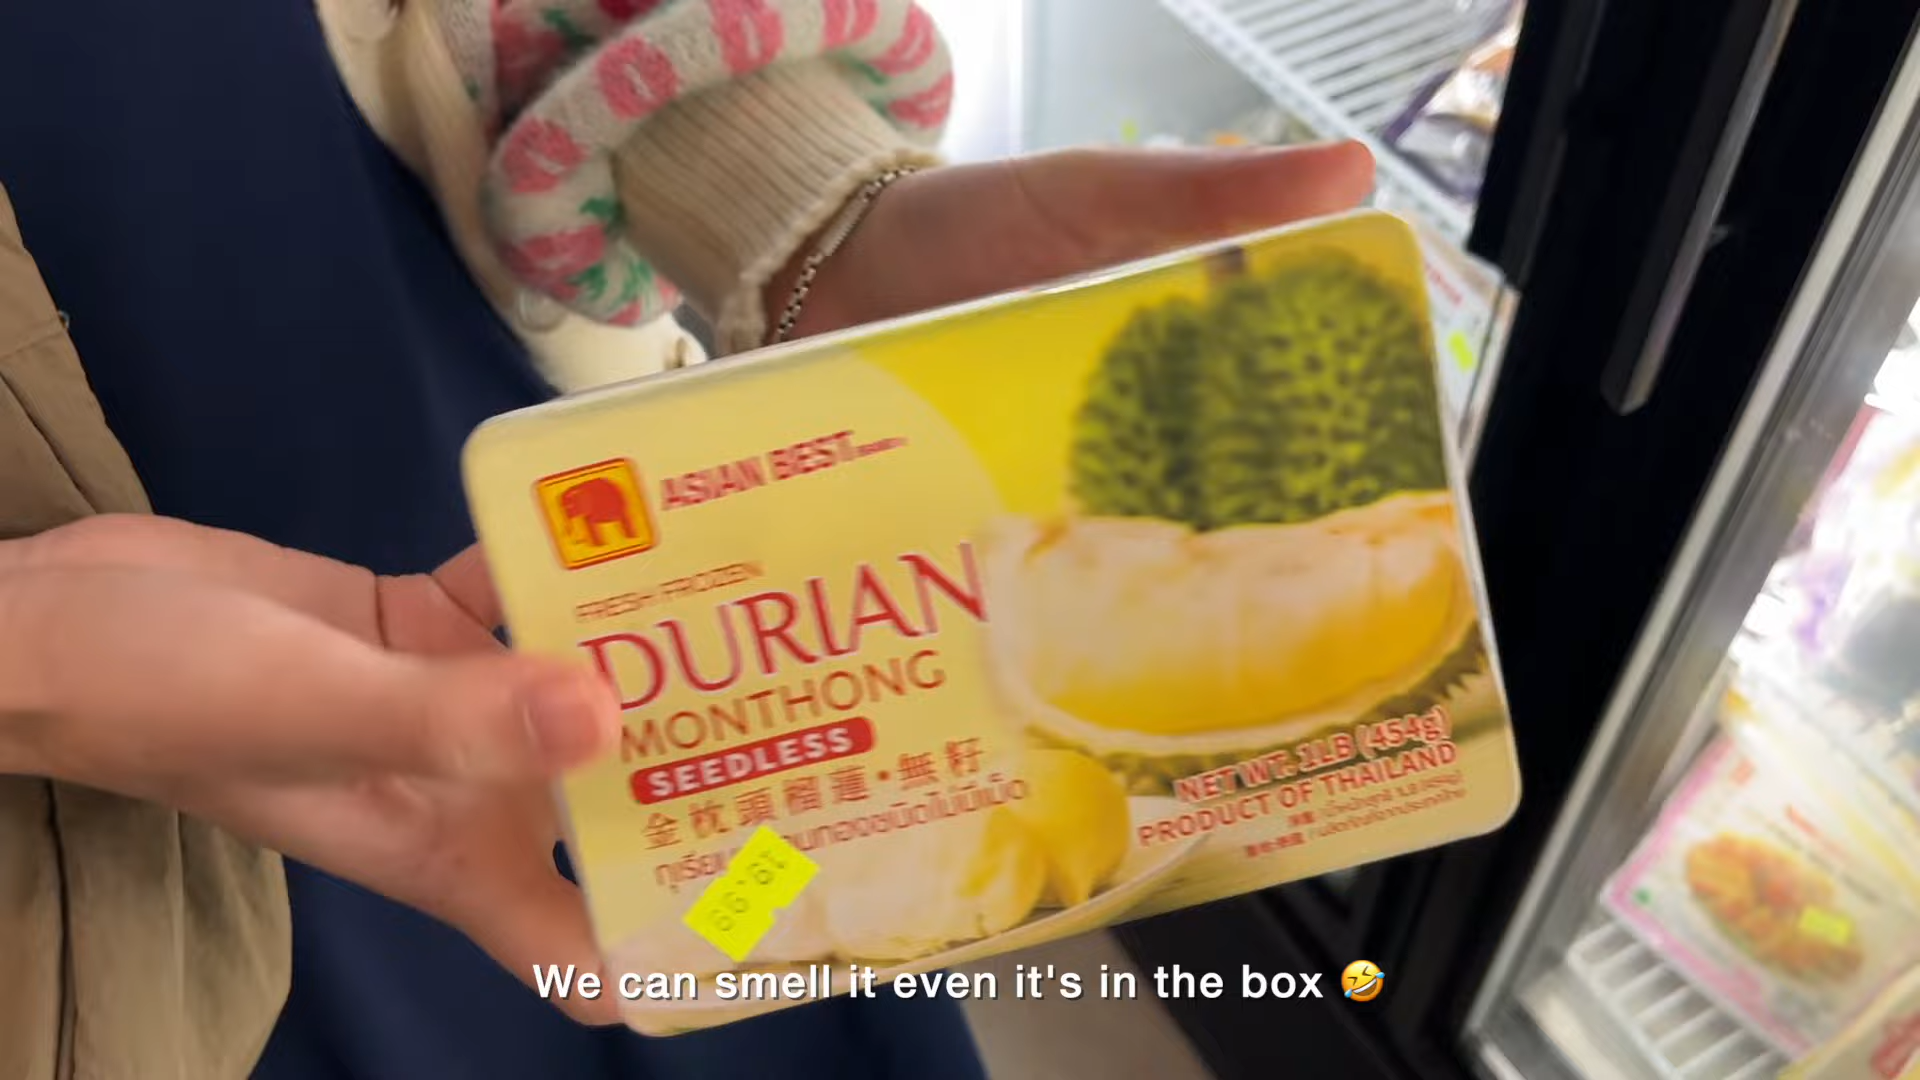 ASIAN BEST
FRESH FROZEN
DURIAN
MONTHONG
SEEDLESS
金枕頭榴蓮・無籽
NET WT. 1LB (454g)
PRODUCT OF THAILAND
19.99
We can smell it even it's in the box 🤣